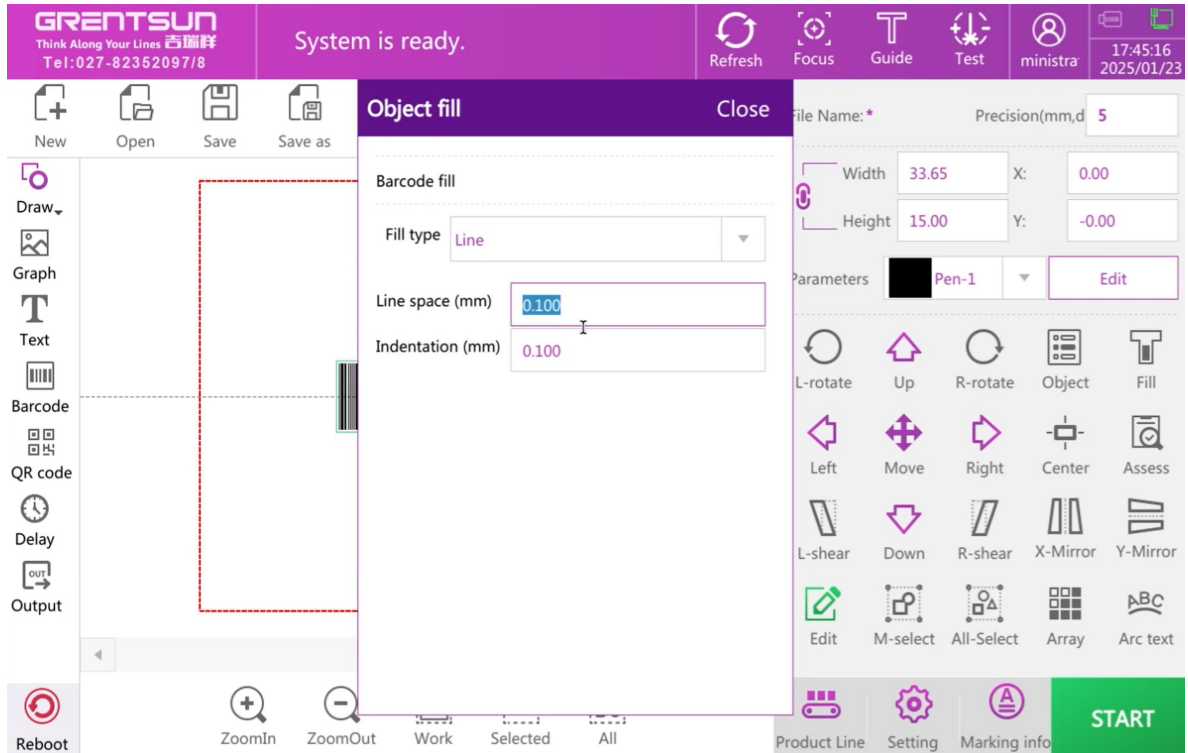 GRENTSUN
Think Along Your Lines 吉瑞祥
Tel:027-82352097/8
System is ready.
Refresh
Focus
Guide
Test
ministra
17:45:16
2025/01/23
New
Open
Save
Save as
Object fill
Close
File Name:*
Precision(mm,d
5
Draw
Graph
Text
Barcode
QR code
Delay
Output
Barcode fill
Fill type
Line
Line space (mm)
0.100
Indentation (mm)
0.100
Width
33.65
X:
0.00
Height
15.00
Y:
-0.00
Parameters
Pen-1
Edit
L-rotate
Up
R-rotate
Object
Fill
Left
Move
Right
Center
Assess
L-shear
Down
R-shear
X-Mirror
Y-Mirror
Edit
M-select
All-Select
Array
ABC
Arc text
OUT
Reboot
ZoomIn
ZoomOut
Work
Selected
All
Product Line
Setting
A
Marking info
START